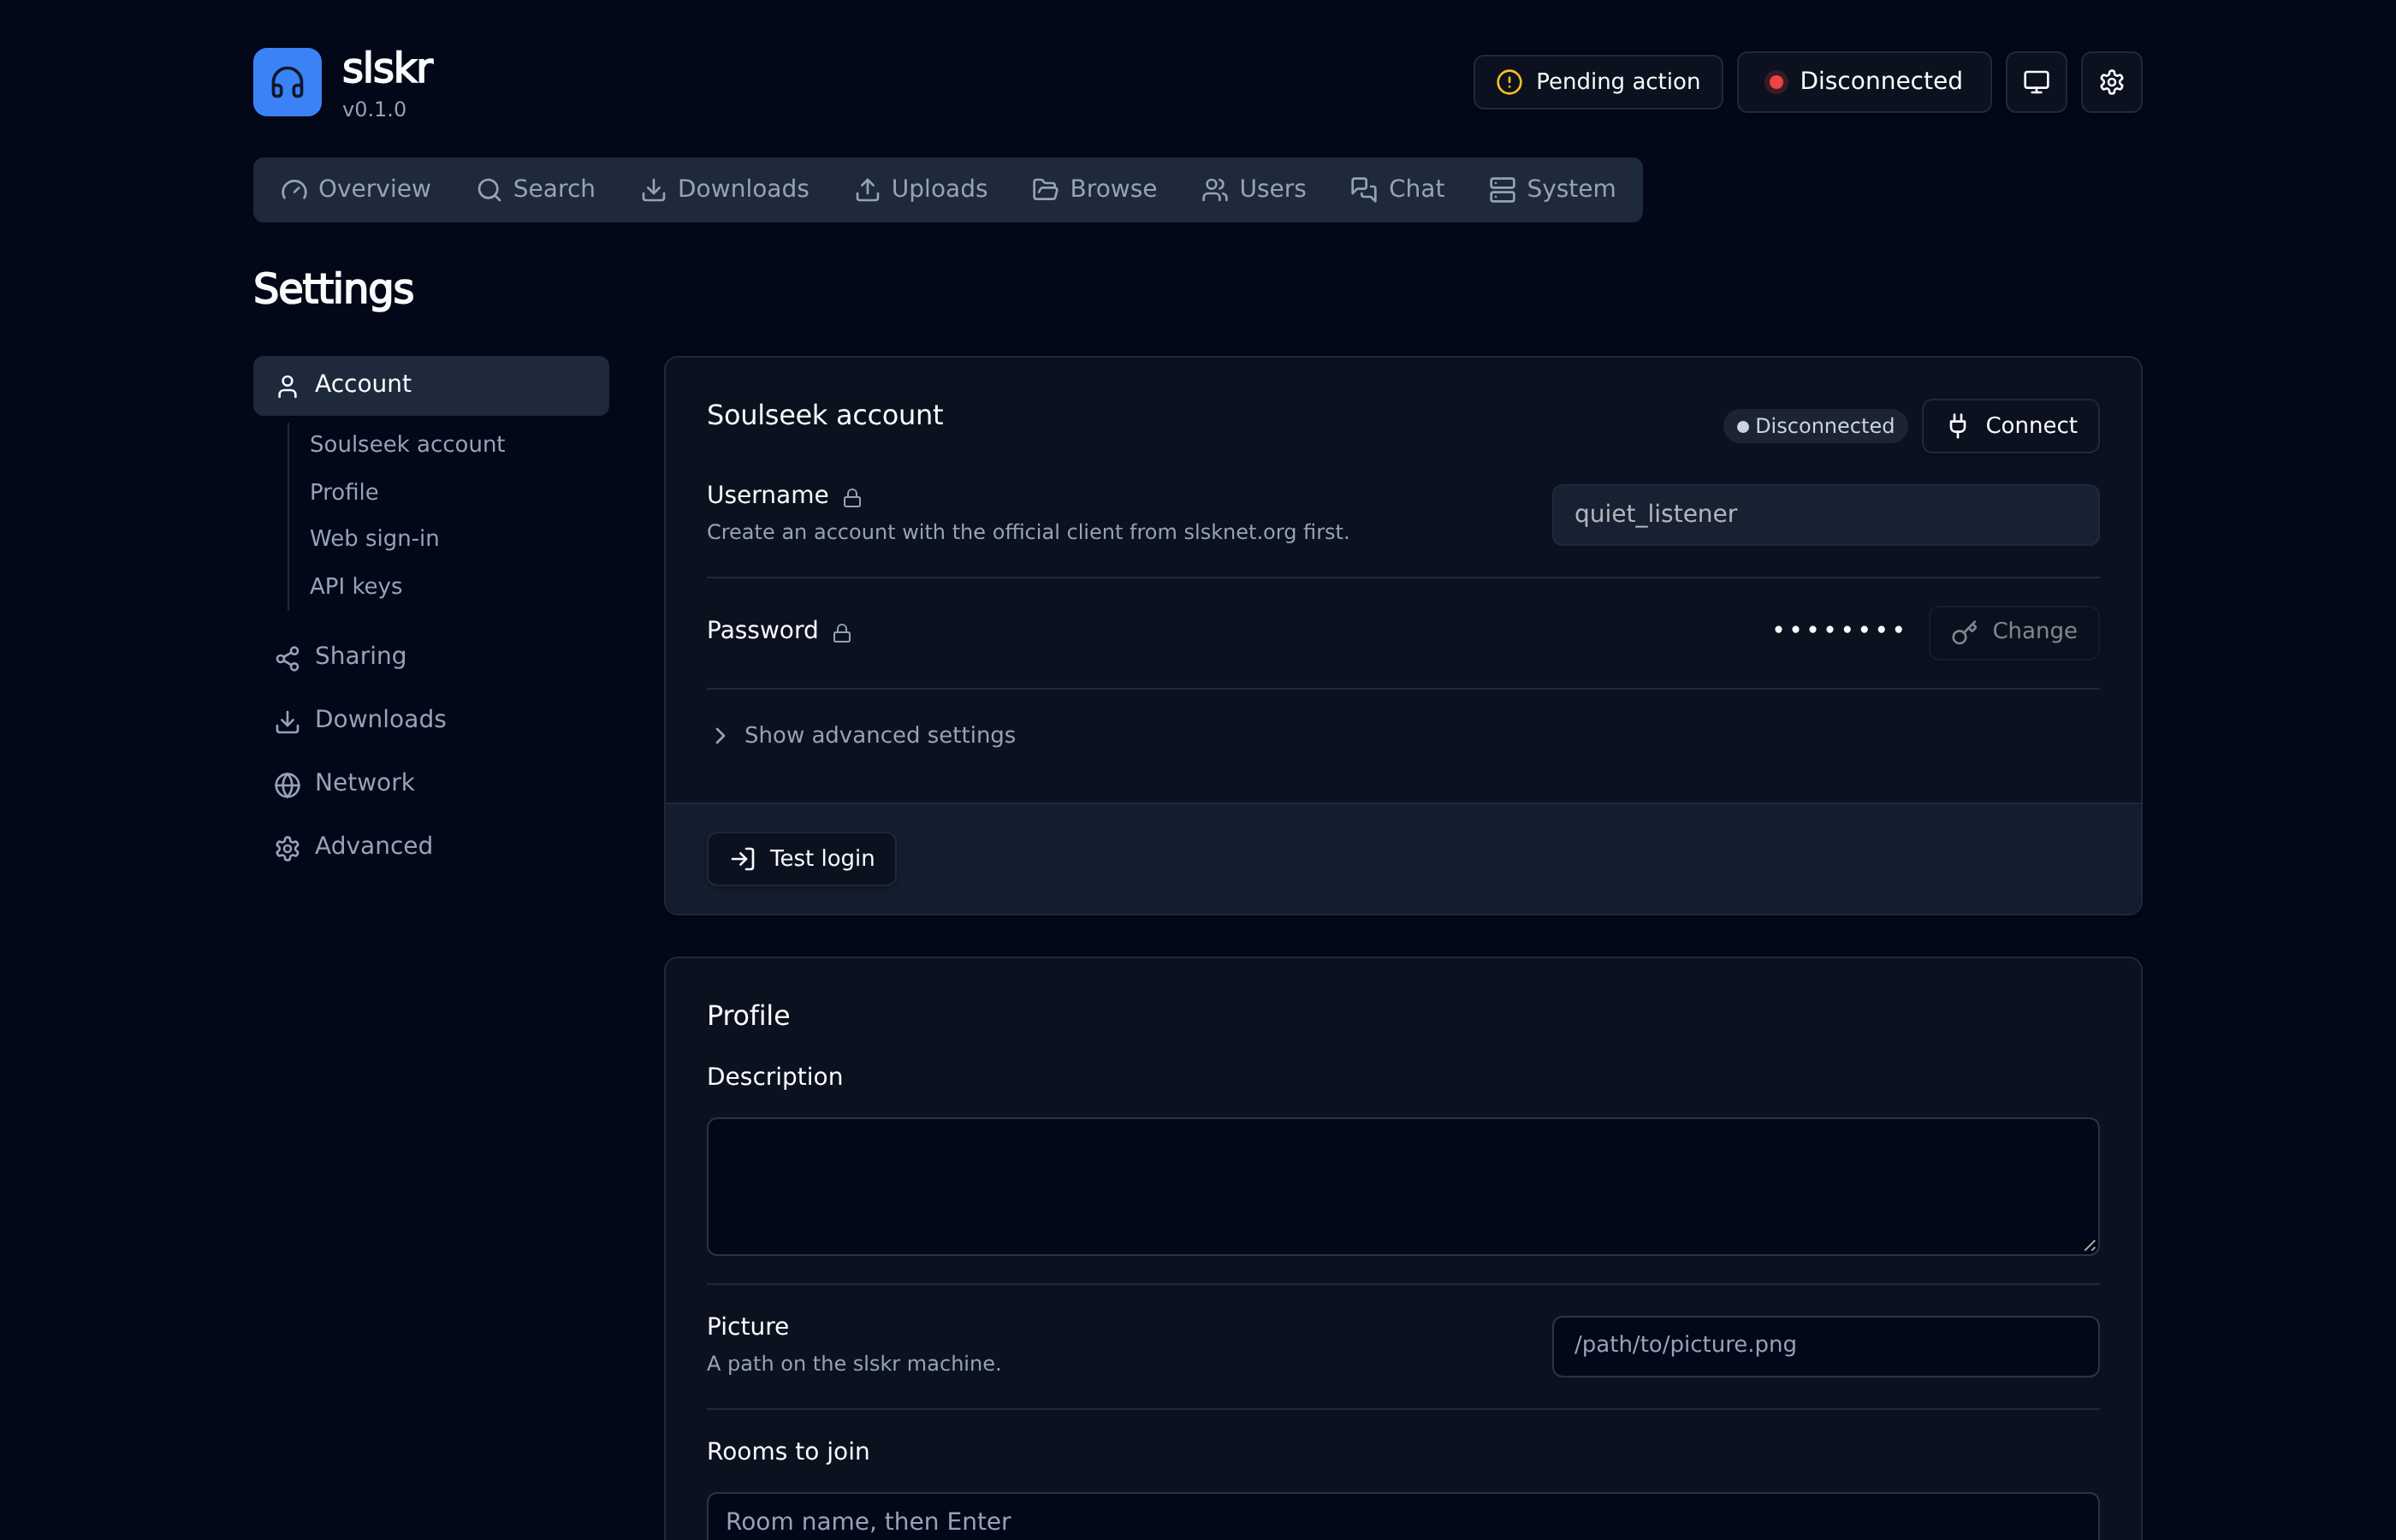 slskr
v0.1.0
Pending action
Disconnected
Overview
Search
Downloads
Uploads
Browse
Users
Chat
System
Settings
Account
Soulseek account
Profile
Web sign-in
API keys
Sharing
Downloads
Network
Advanced
Soulseek account
Disconnected
Connect
Username
Create an account with the official client from slsknet.org first.
quiet_listener
Password
••••••••
Change
Show advanced settings
Test login
Profile
Description
Picture
A path on the slskr machine.
/path/to/picture.png
Rooms to join
Room name, then Enter